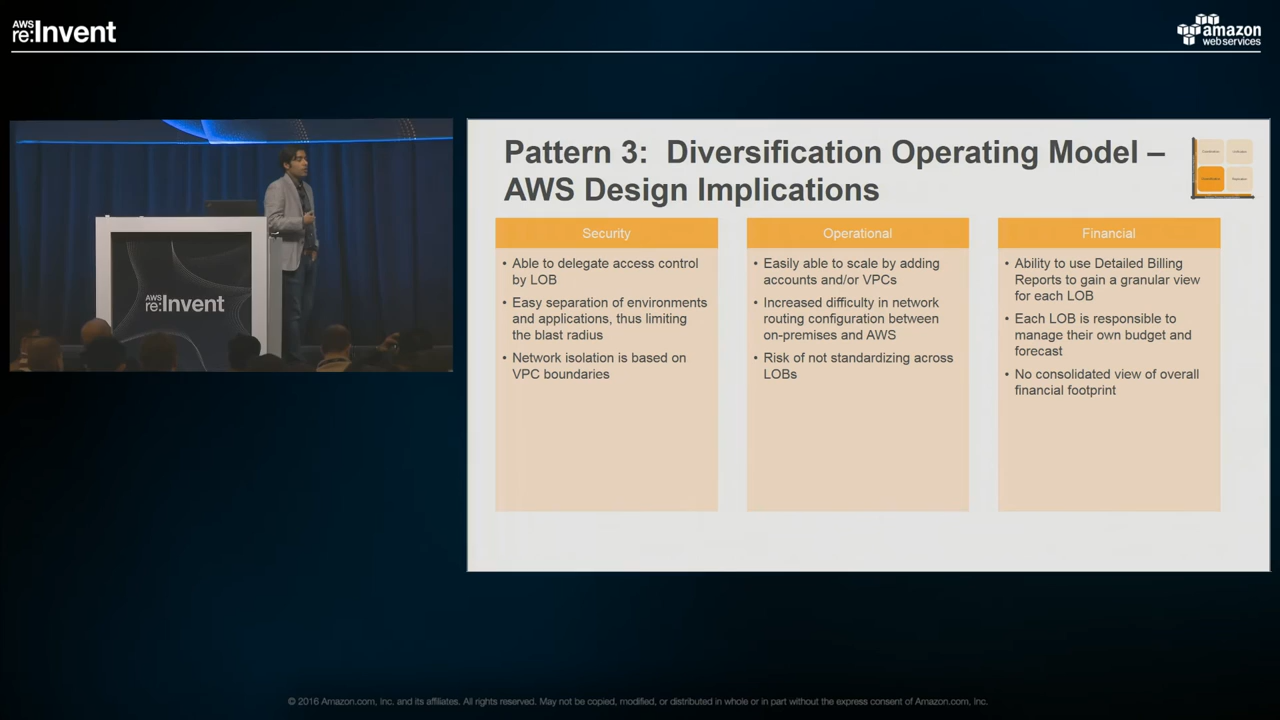 AWS
re:Invent
amazon
web services
AWS
re:Invent
Pattern 3: Diversification Operating Model –
AWS Design Implications
Security
• Able to delegate access control
by LOB
• Easy separation of environments
and applications, thus limiting
the blast radius
• Network isolation is based on
VPC boundaries
Operational
• Easily able to scale by adding
accounts and/or VPCs
• Increased difficulty in network
routing configuration between
on-premises and AWS
• Risk of not standardizing across
LOBs
Financial
• Ability to use Detailed Billing
Reports to gain a granular view
for each LOB
• Each LOB is responsible to
manage their own budget and
forecast
• No consolidated view of overall
financial footprint
© 2016 Amazon.com, Inc. and its affiliates. All rights reserved. May not be copied, modified, or distributed in whole or in part without the express consent of Amazon.com, Inc.